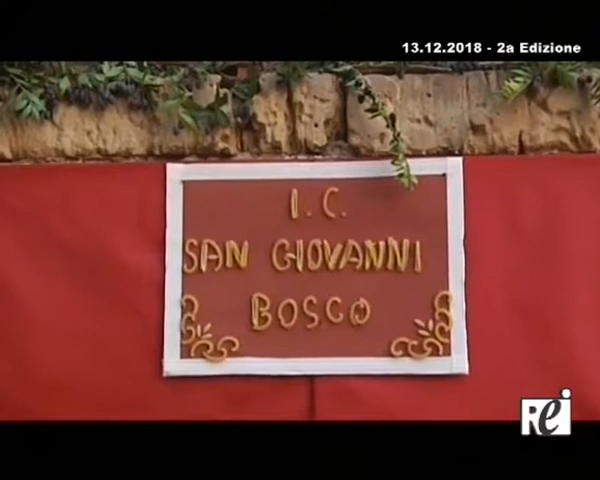 13.12.2018 - 2a Edizione
I. C.
SAN GIOVANNI
BOSCO
REi